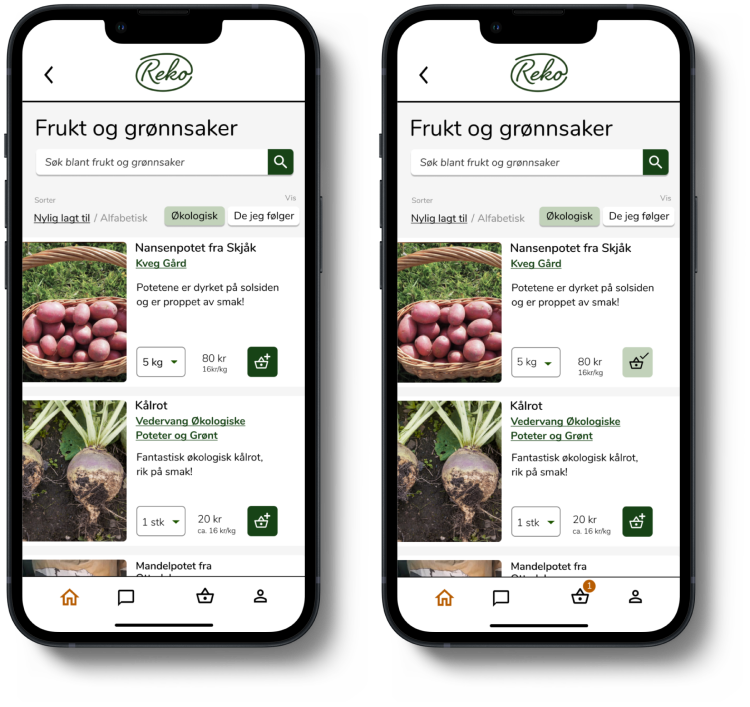 Reko
Frukt og grønnsaker
Søk blant frukt og grønnsaker
Sorter
Vis
Nylig lagt til / Alfabetisk
Økologisk
De jeg følger
Nansenpotet fra Skjåk
Kveg Gård
Potetene er dyrket på solsiden
og er proppet av smak!
5 kg
80 kr
16kr/kg
Kålrot
Vedervang Økologiske
Poteter og Grønt
Fantastisk økologisk kålrot,
rik på smak!
1 stk
20 kr
ca. 16 kr/kg
Mandelpotet fra
Reko
Frukt og grønnsaker
Søk blant frukt og grønnsaker
Sorter
Vis
Nylig lagt til / Alfabetisk
Økologisk
De jeg følger
Nansenpotet fra Skjåk
Kveg Gård
Potetene er dyrket på solsiden
og er proppet av smak!
5 kg
80 kr
16kr/kg
Kålrot
Vedervang Økologiske
Poteter og Grønt
Fantastisk økologisk kålrot,
rik på smak!
1 stk
20 kr
ca. 16 kr/kg
Mandelpotet fra
1